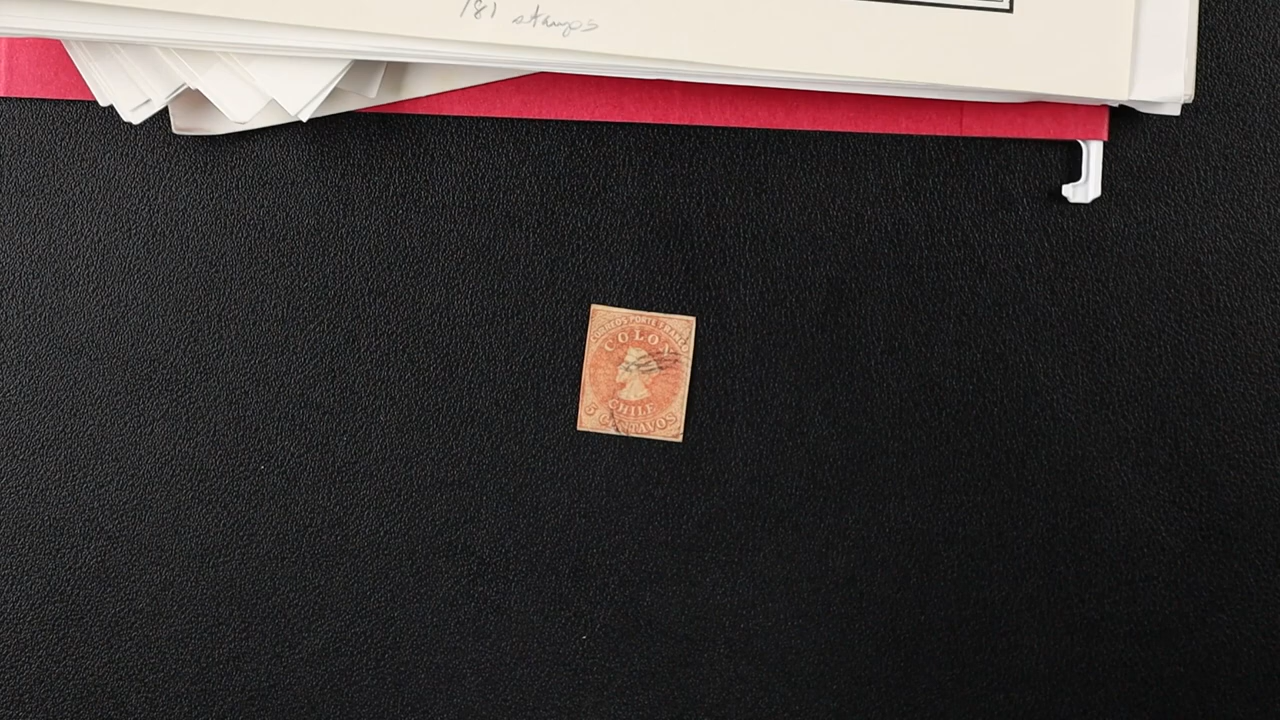 181 stamps
CORREOS PORTE FRANCO
COLON
CHILE
5 CENTAVOS